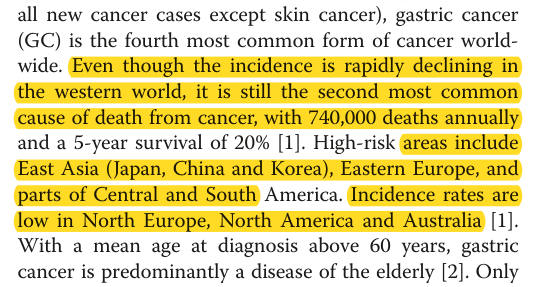 all new cancer cases except skin cancer), gastric cancer
(GC) is the fourth most common form of cancer world-
wide. Even though the incidence is rapidly declining in
the western world, it is still the second most common
cause of death from cancer, with 740,000 deaths annually
and a 5-year survival of 20% [1]. High-risk areas include
East Asia (Japan, China and Korea), Eastern Europe, and
parts of Central and South America. Incidence rates are
low in North Europe, North America and Australia [1].
With a mean age at diagnosis above 60 years, gastric
cancer is predominantly a disease of the elderly [2]. Only